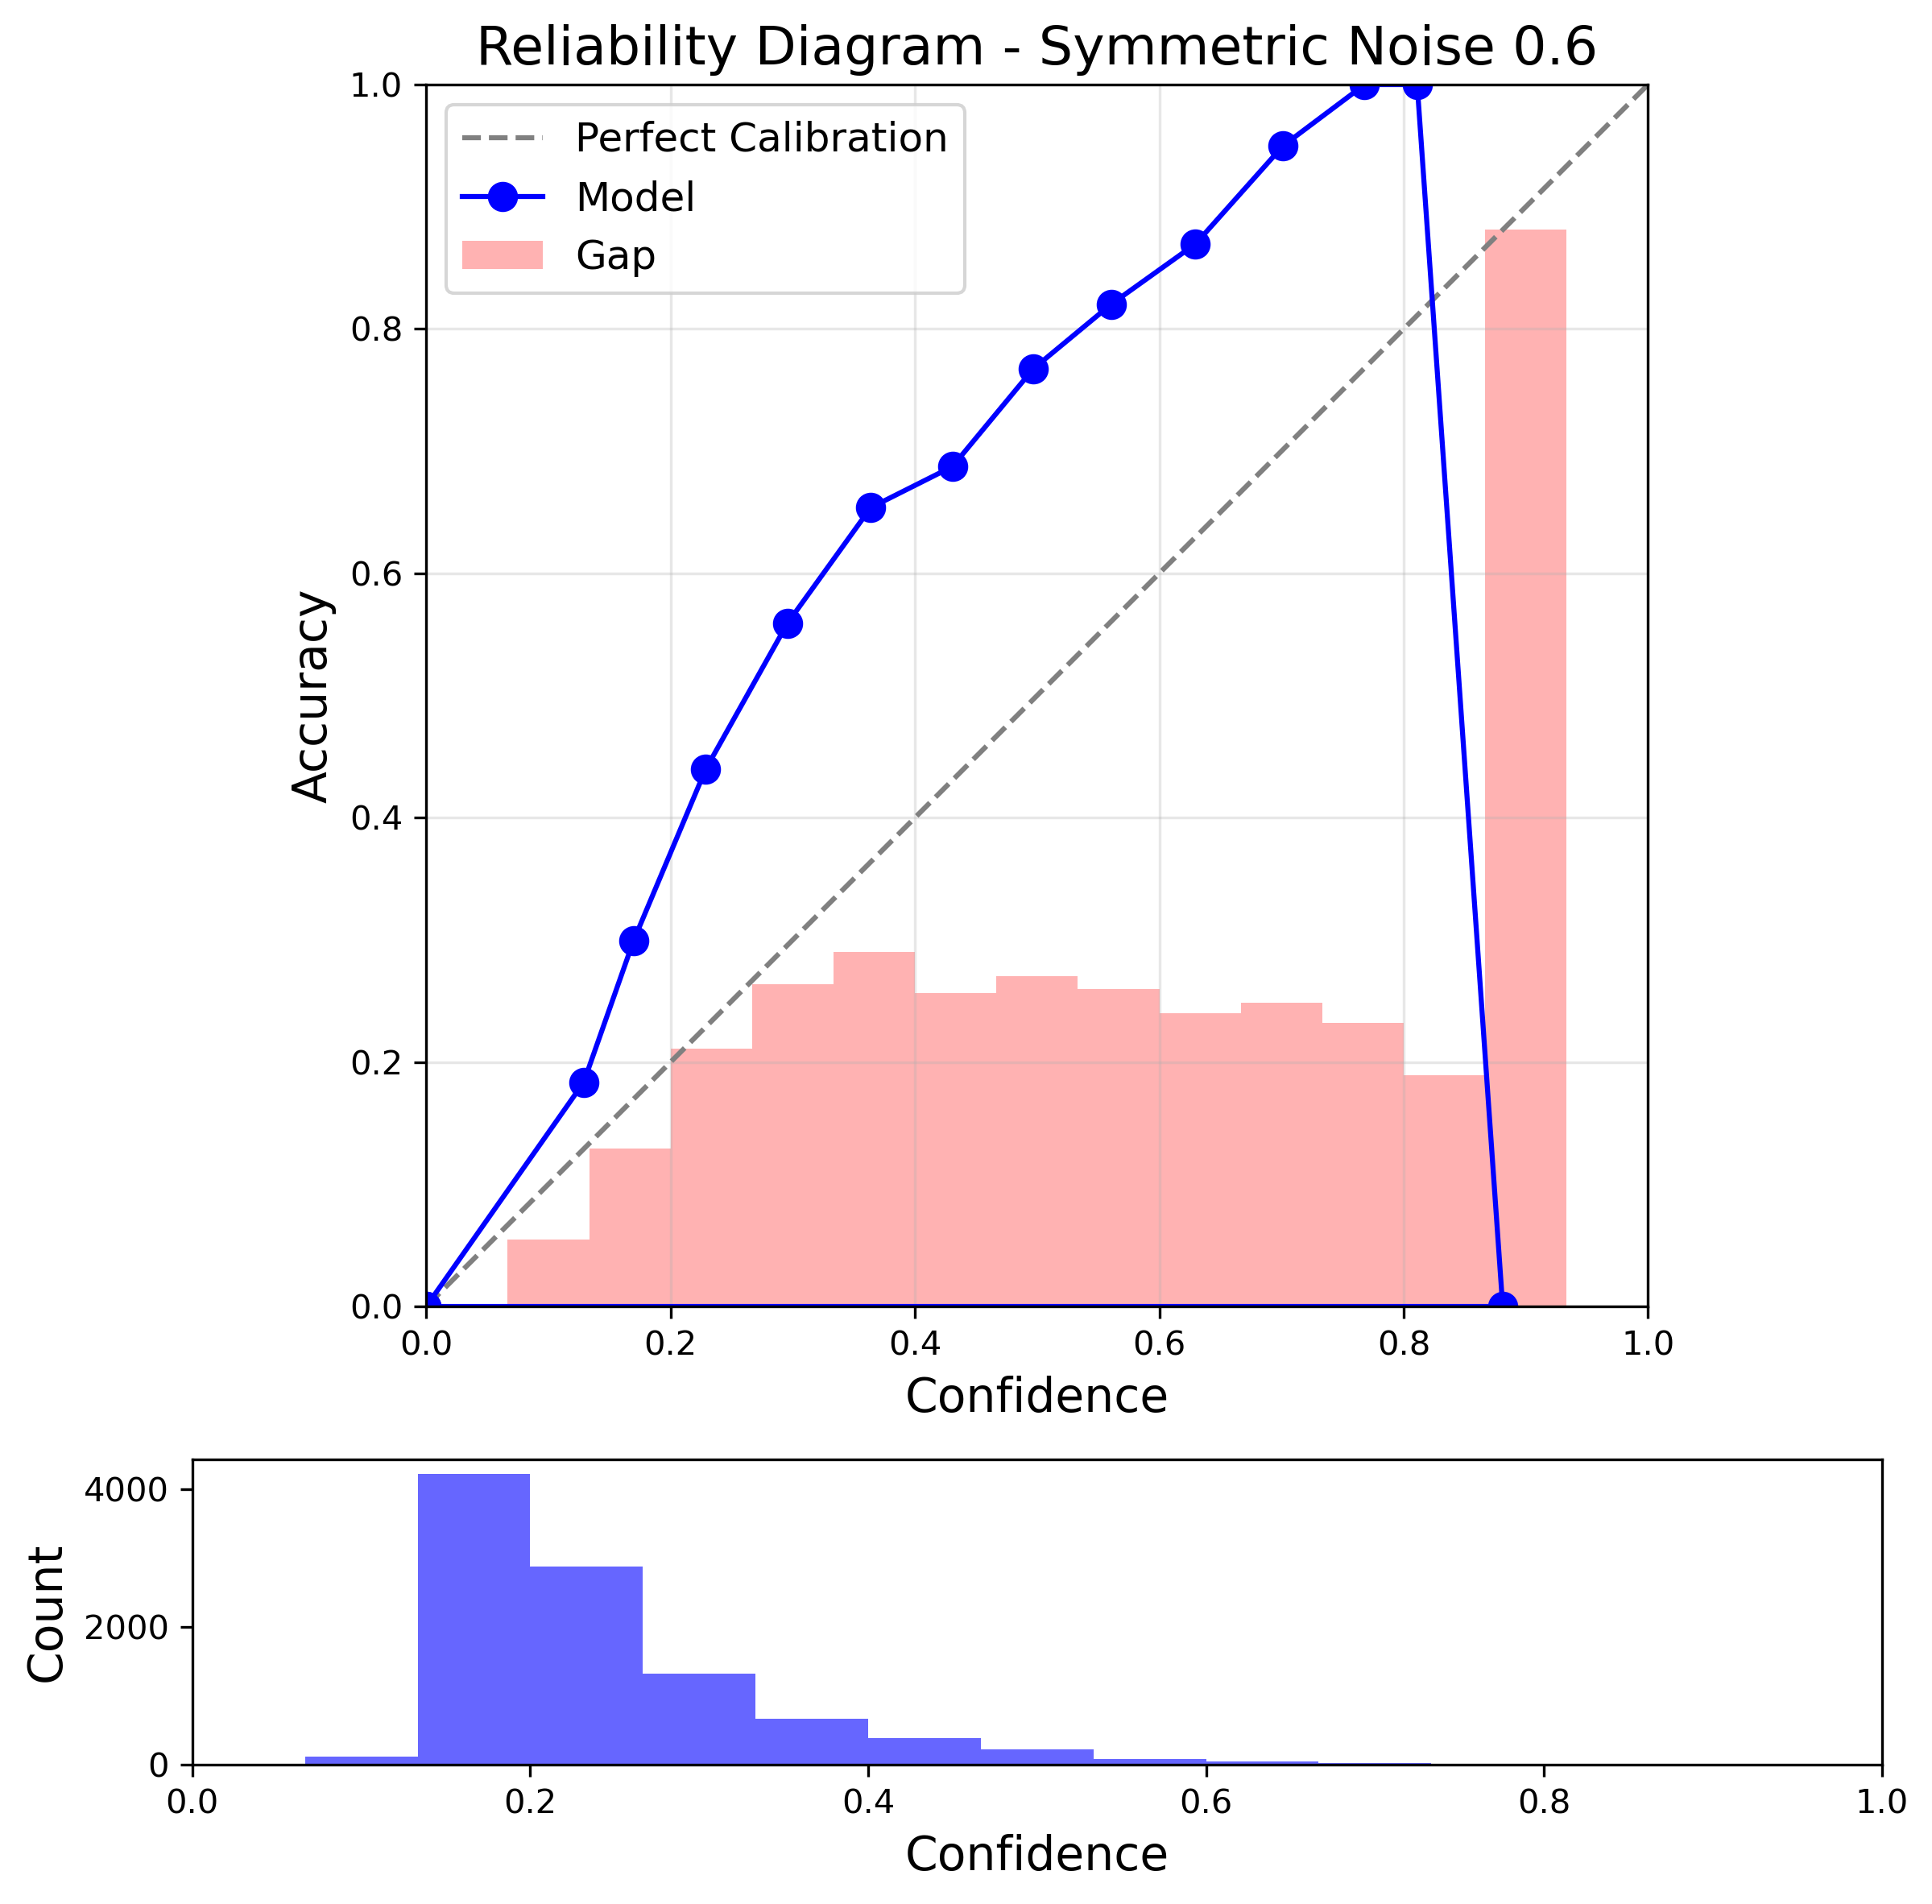 Reliability Diagram - Symmetric Noise 0.6
1.0
0.8
0.6
0.4
0.2
0.0
Accuracy
Perfect Calibration
Model
Gap
0.0 0.2 0.4 0.6 0.8 1.0
Confidence
4000
2000
0
Count
0.0 0.2 0.4 0.6 0.8 1.0
Confidence